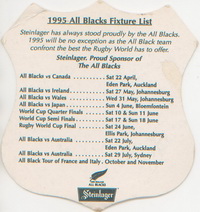 1995 All Blacks Fixture List
Steinlager has always stood proudly by the All Blacks.
1995 will be no exception as the All Black team
confront the best the Rugby World has to offer.
Steinlager, Proud Sponsor of
The All Blacks
All Blacks vs Canada Sat 22 April,
Eden Park, Auckland
All Blacks vs Ireland Sat 27 May, Johannesburg
All Blacks vs Wales Wed 31 May, Johannesburg
All Blacks vs Japan Sun 4 June, Bloemfontein
World Cup Quarter Finals Sat 10 & Sun 11 June
World Cup Semi Finals Sat 17 & Sun 18 June
Rugby World Cup Final Sat 24 June,
Ellis Park, Johannesburg
All Blacks vs Australia Sat 22 July,
Eden Park, Auckland
All Blacks vs Australia Sat 29 July, Sydney
All Black Tour of France and Italy . October and November
Steinlager